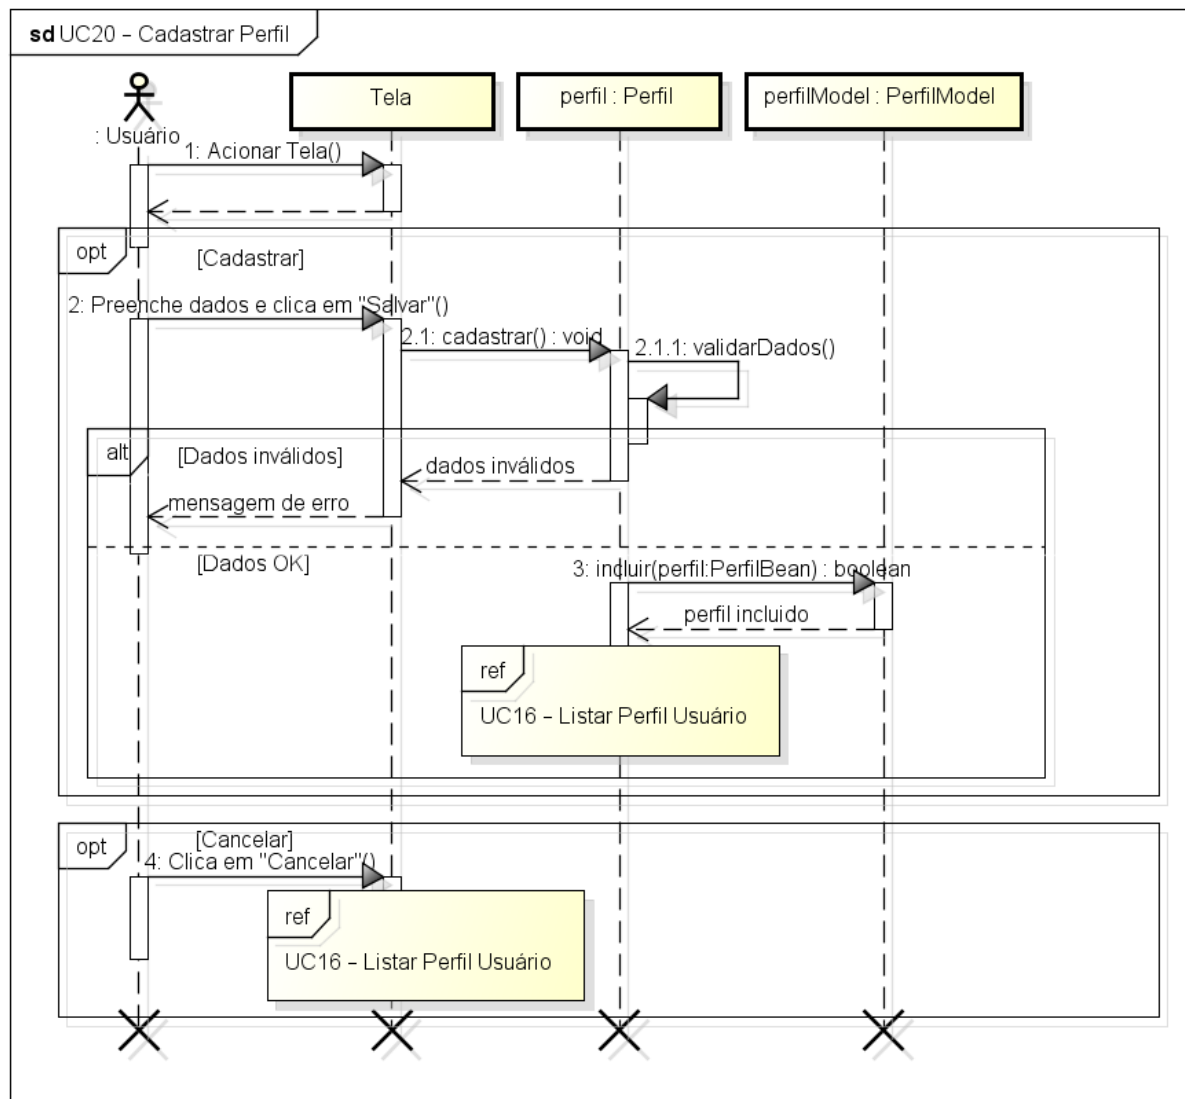 sd UC20 – Cadastrar Perfil
: Usuário
Tela
perfil : Perfil
perfilModel : PerfilModel
1: Acionar Tela()
opt
[Cadastrar]
2: Preenche dados e clica em "Salvar"()
2.1: cadastrar() : void
2.1.1: validarDados()
alt
[Dados inválidos]
dados inválidos
mensagem de erro
[Dados OK]
3: incluir(perfil:PerfilBean) : boolean
perfil incluido
ref
UC16 – Listar Perfil Usuário
opt
[Cancelar]
4: Clica em "Cancelar"()
ref
UC16 – Listar Perfil Usuário